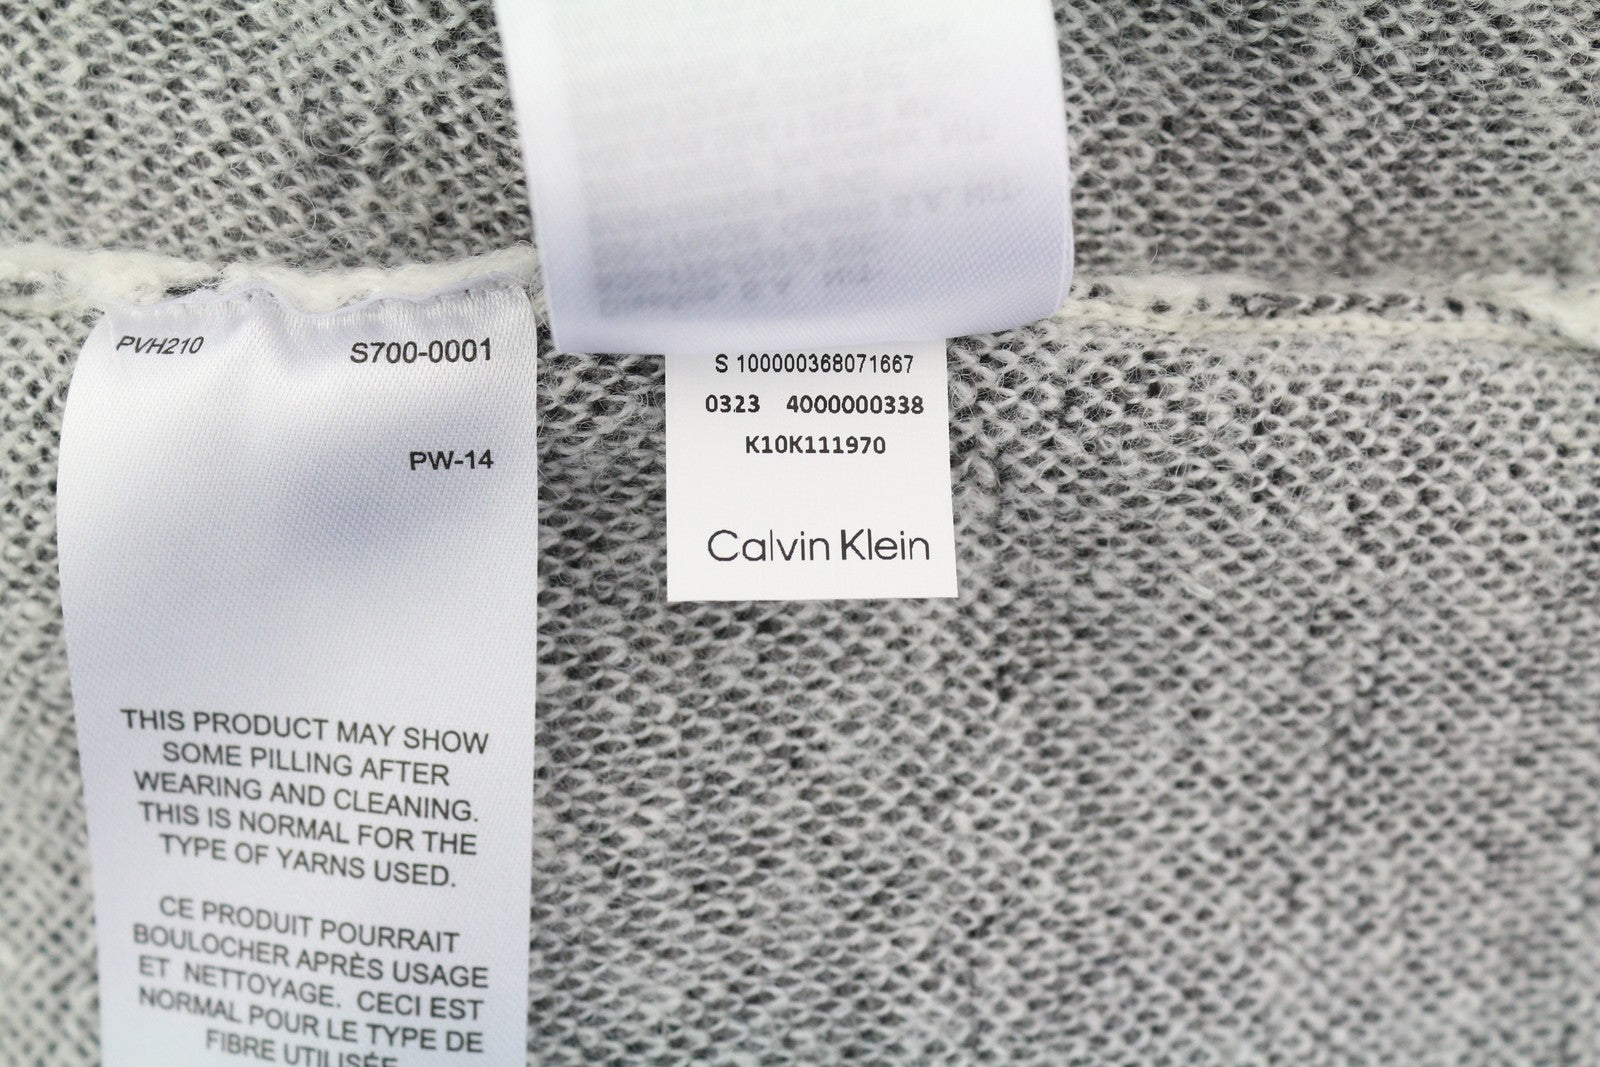 PVH210 S700-0001
PW-14
THIS PRODUCT MAY SHOW
SOME PILLING AFTER
WEARING AND CLEANING.
THIS IS NORMAL FOR THE
TYPE OF YARNS USED.
CE PRODUIT POURRAIT
BOULOCHER APRÈS USAGE
ET NETTOYAGE. CECI EST
NORMAL POUR LE TYPE DE
FIBRE UTILISÉE
S 100000368071667
0323 4000000338
K10K111970
Calvin Klein